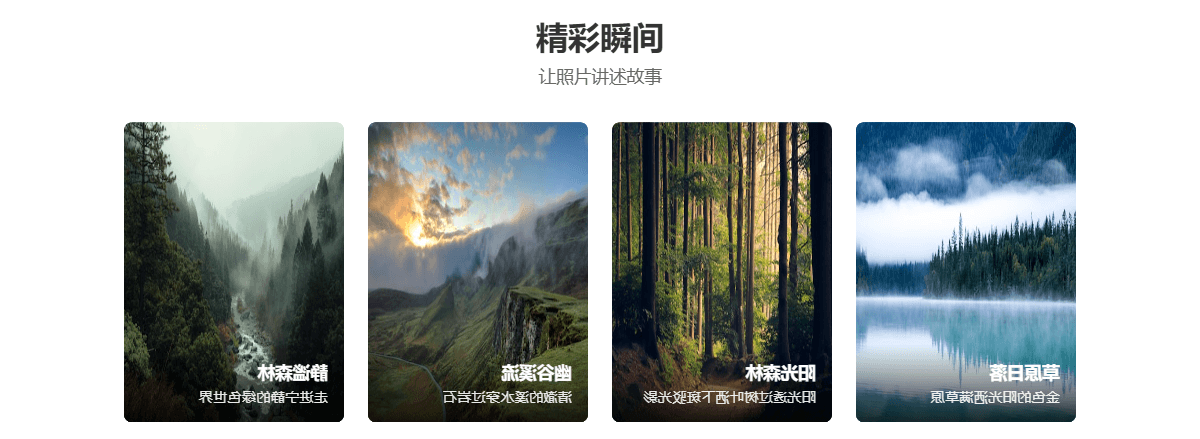 精彩瞬间
让照片讲述故事
静谧森林
走进宁静的绿色世界
幽谷溪流
清澈的溪水穿过岩石
阳光森林
阳光透过树叶洒下斑驳光影
草原日落
金色的阳光洒满草原